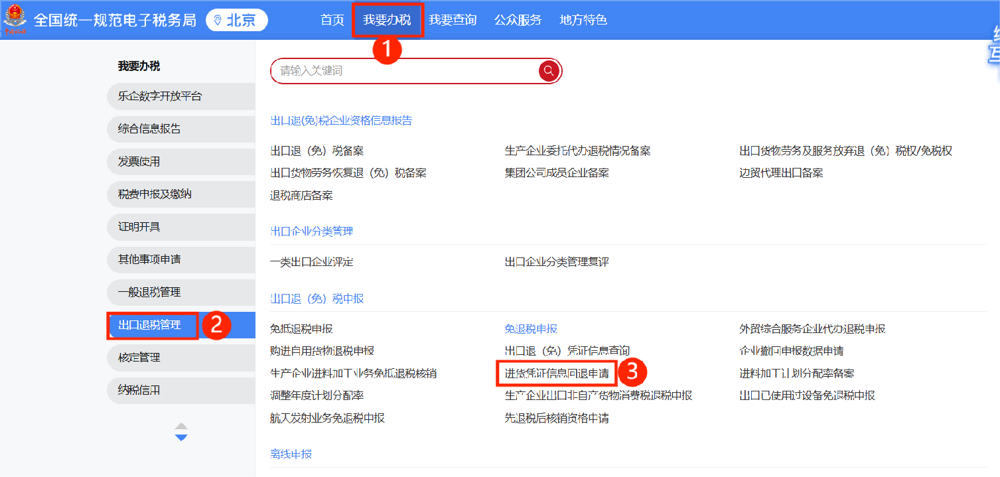 全国统一规范电子税务局 北京 首页 我要办税 我要查询 公众服务 地方特色
1
我要办税
请输入关键词
乐企数字开放平台
综合信息报告
发票使用
税费申报及缴纳
证明开具
其他事项申请
一般退税管理
出口退税管理 2
核定管理
纳税信用
出口退(免)税企业资格信息报告
出口退（免）税备案 生产企业委托代办退税情况备案 出口货物劳务及服务放弃退（免）税权/免税权
出口货物劳务恢复退（免）税备案 集团公司成员企业备案 边贸代理出口备案
退税商店备案
出口企业分类管理
一类出口企业评定 出口企业分类管理复评
出口退（免）税申报
免抵退税申报 免退税申报 外贸综合服务企业代办退税申报
购进自用货物退税申报 出口退（免）凭证信息查询 企业撤回申报数据申请
生产企业进料加工业务免抵退税核销 进货凭证信息回退申请 3 进料加工计划分配率备案
调整年度计划分配率 生产企业出口非自产货物消费税退税申报 出口已使用过设备免退税申报
航天发射业务免退税申报 先退税后核销资格申请
离线申报